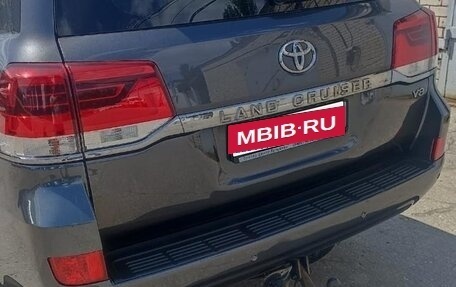 LAND CRUISER
V8
MBIB·RU